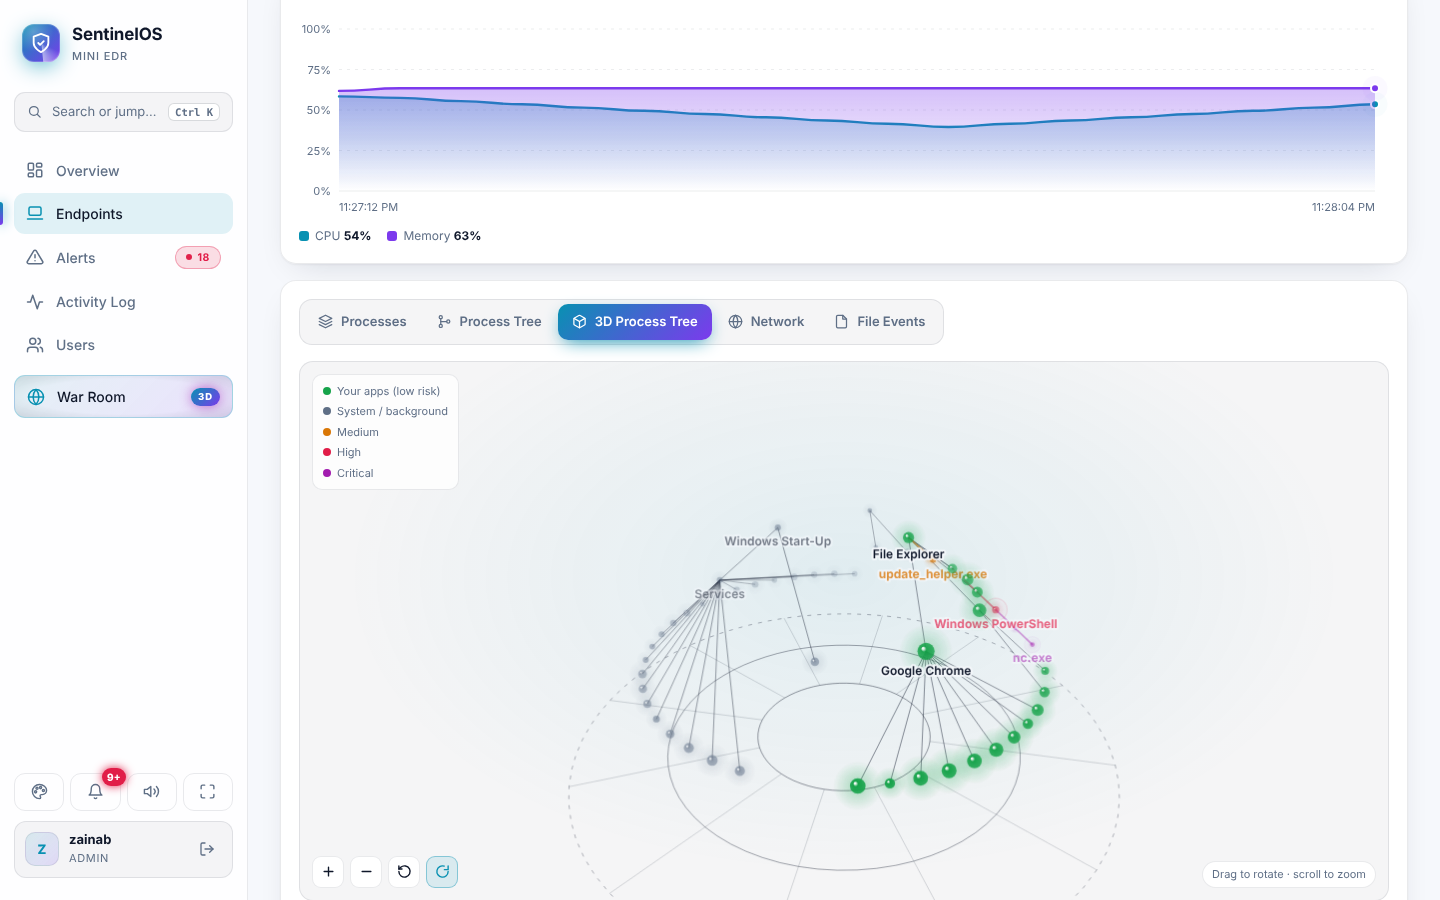 SentinelOS
MINI EDR
Search or jump... Ctrl K
Overview
Endpoints
Alerts 18
Activity Log
Users
War Room 3D
9+
Z zainab
ADMIN
100%
75%
50%
25%
0%
11:27:12 PM 11:28:04 PM
CPU 54% Memory 63%
Processes Process Tree 3D Process Tree Network File Events
Your apps (low risk)
System / background
Medium
High
Critical
Windows Start-Up
File Explorer
update_helper.exe
Services
Windows PowerShell
nc.exe
Google Chrome
Drag to rotate · scroll to zoom